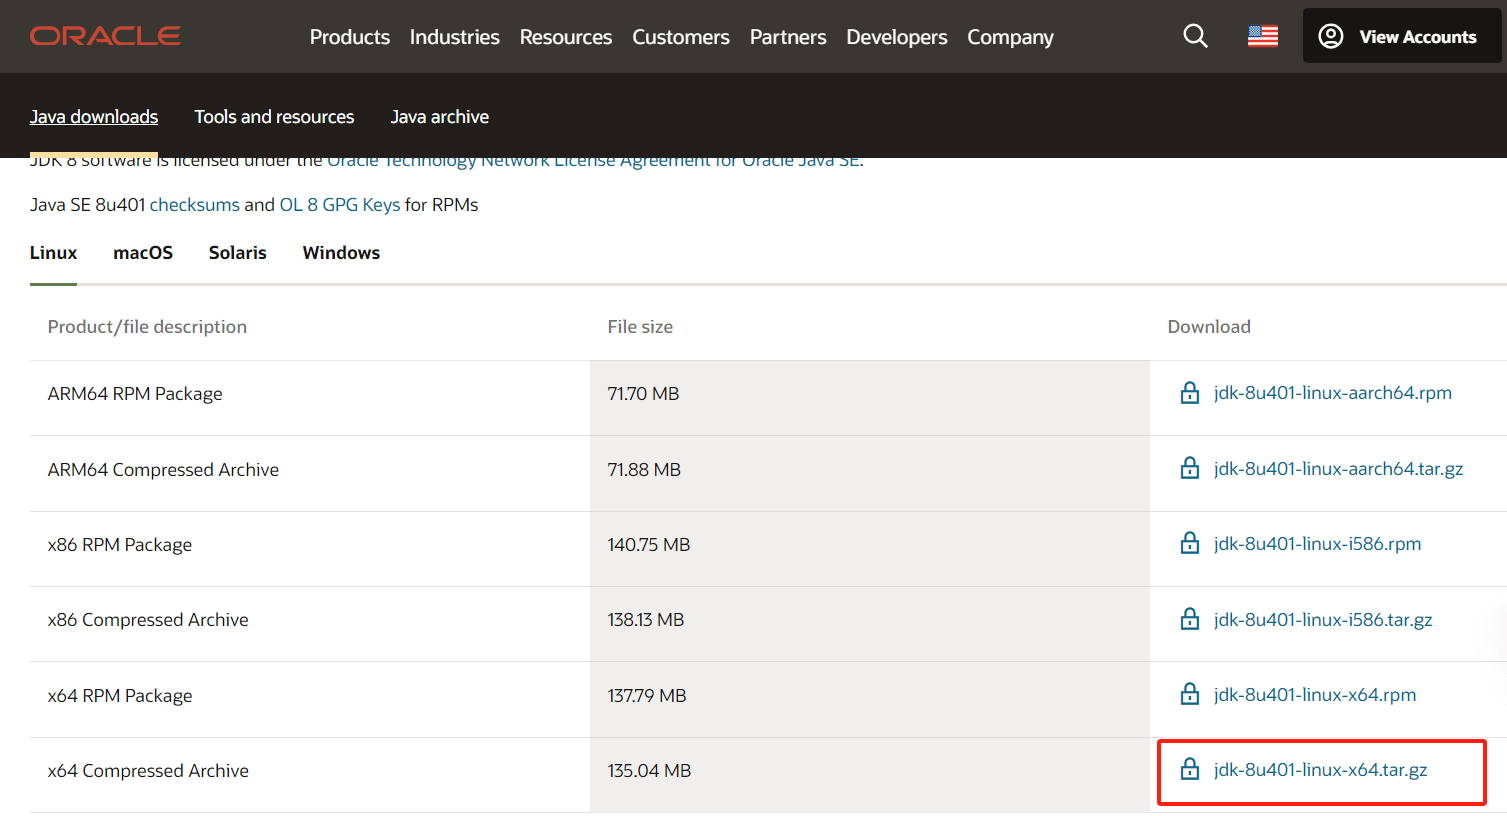 ORACLE
Products Industries Resources Customers Partners Developers Company
View Accounts
Java downloads Tools and resources Java archive
JDK 8 software is licensed under the Oracle Technology Network License Agreement for Oracle Java SE.
Java SE 8u401 checksums and OL 8 GPG Keys for RPMs
Linux macOS Solaris Windows
Product/file description File size Download
ARM64 RPM Package 71.70 MB jdk-8u401-linux-aarch64.rpm
ARM64 Compressed Archive 71.88 MB jdk-8u401-linux-aarch64.tar.gz
x86 RPM Package 140.75 MB jdk-8u401-linux-i586.rpm
x86 Compressed Archive 138.13 MB jdk-8u401-linux-i586.tar.gz
x64 RPM Package 137.79 MB jdk-8u401-linux-x64.rpm
x64 Compressed Archive 135.04 MB jdk-8u401-linux-x64.tar.gz